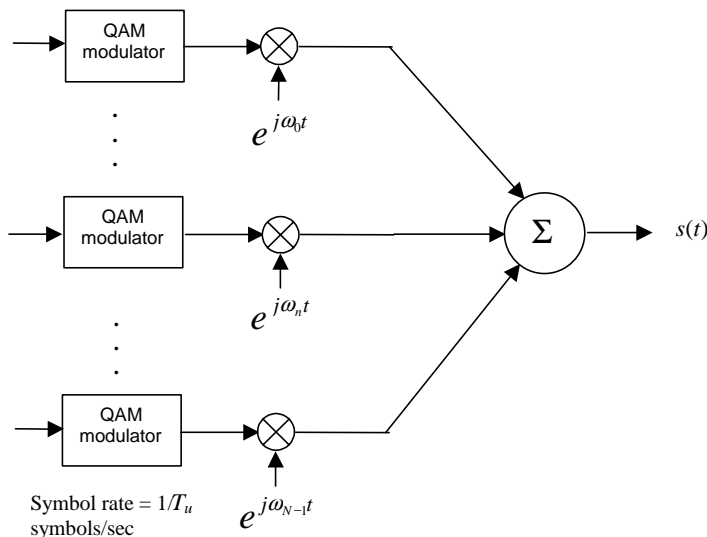 QAM
modulator
e^{jω_0 t}
.
.
.
QAM
modulator
Σ
s(t)
e^{jω_n t}
.
.
.
QAM
modulator
Symbol rate = 1/T_u
symbols/sec
e^{jω_{N−1} t}